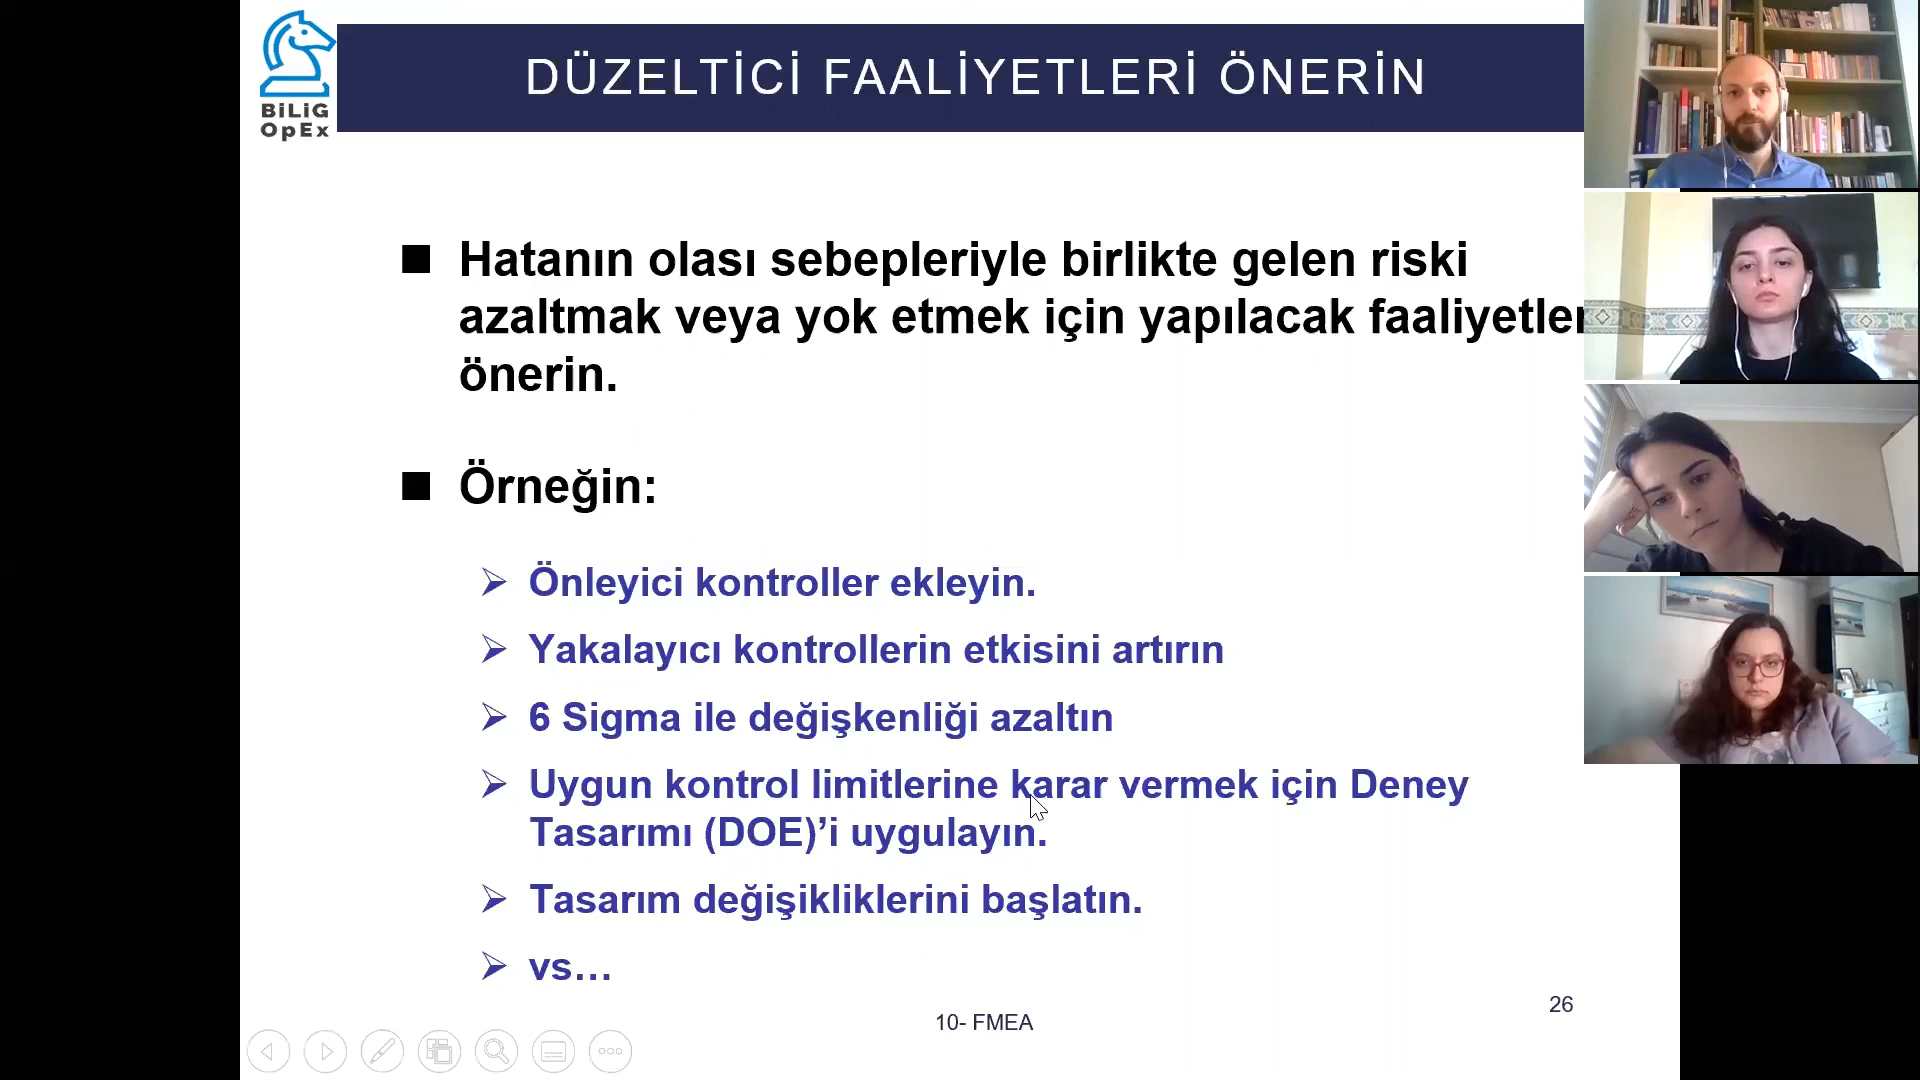 BiLiG
OpEx
DÜZELTİCİ FAALİYETLERİ ÖNERİN
Hatanın olası sebepleriyle birlikte gelen riski
azaltmak veya yok etmek için yapılacak faaliyetler
önerin.
Örneğin:
Önleyici kontroller ekleyin.
Yakalayıcı kontrollerin etkisini artırın
6 Sigma ile değişkenliği azaltın
Uygun kontrol limitlerine karar vermek için Deney
Tasarımı (DOE)’i uygulayın.
Tasarım değişikliklerini başlatın.
vs…
26
10- FMEA